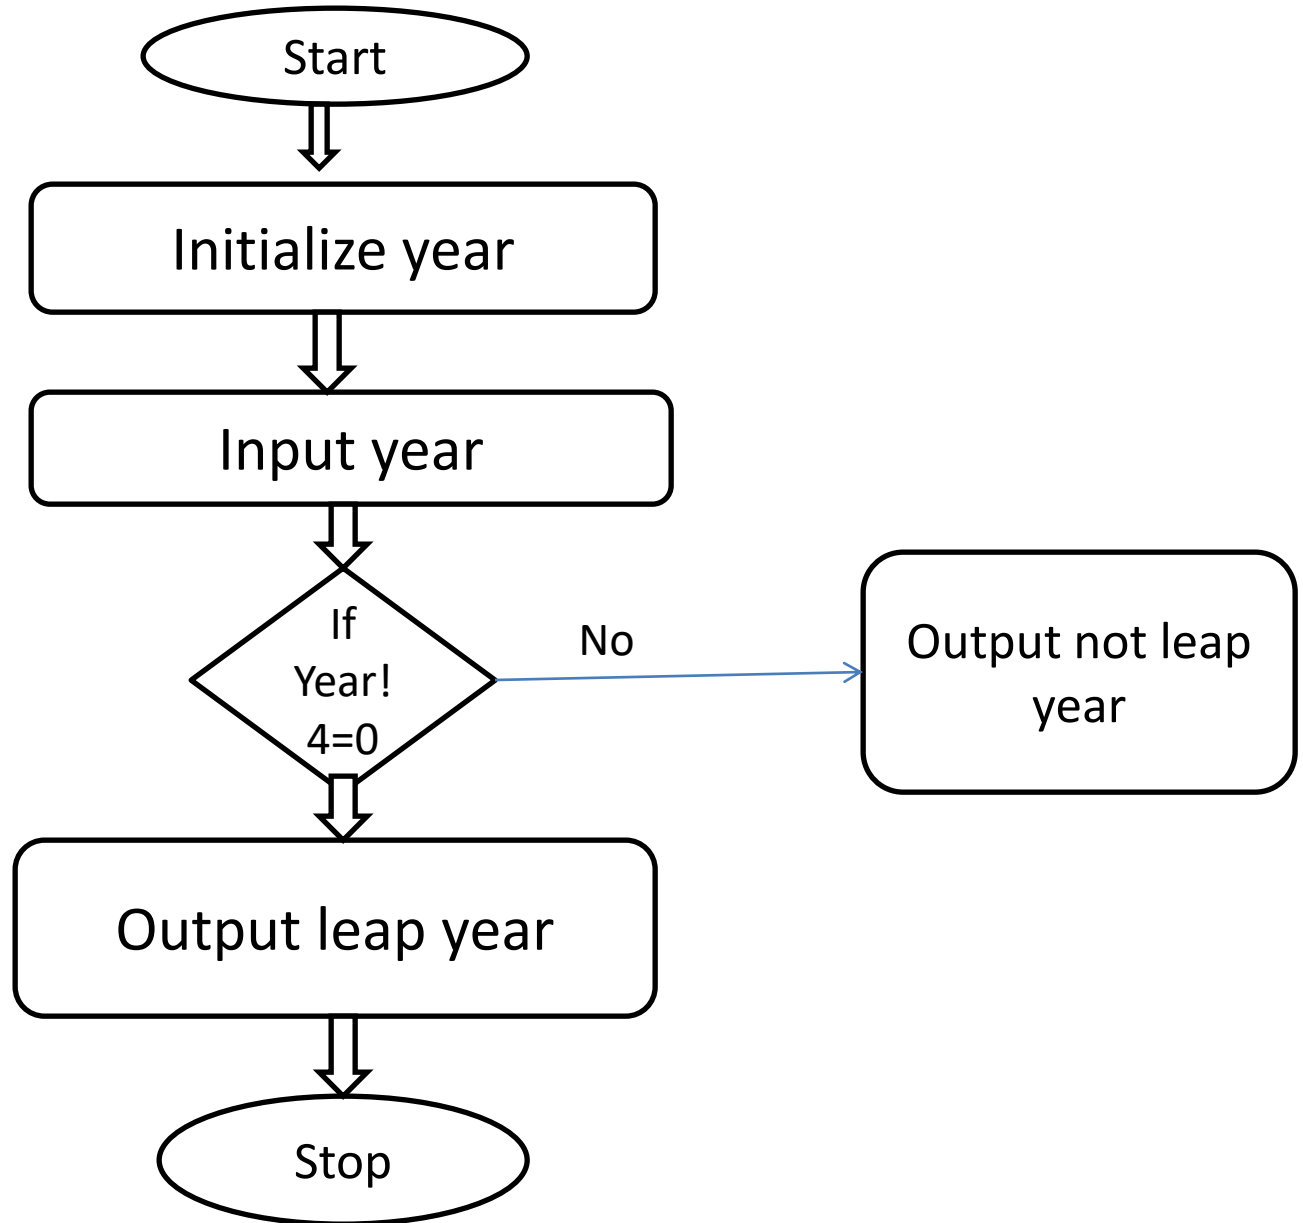 Start
Initialize year
Input year
If
Year!
4=0
No
Output not leap
year
Output leap year
Stop